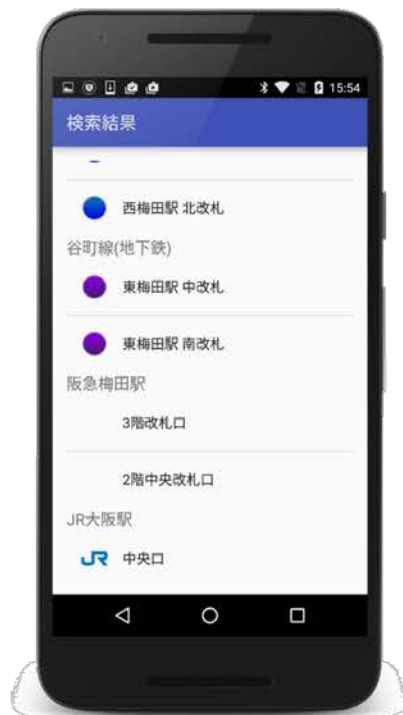 15:54
検索結果
西梅田駅 北改札
谷町線(地下鉄)
東梅田駅 中改札
東梅田駅 南改札
阪急梅田駅
3階改札口
2階中央改札口
JR大阪駅
JR 中央口